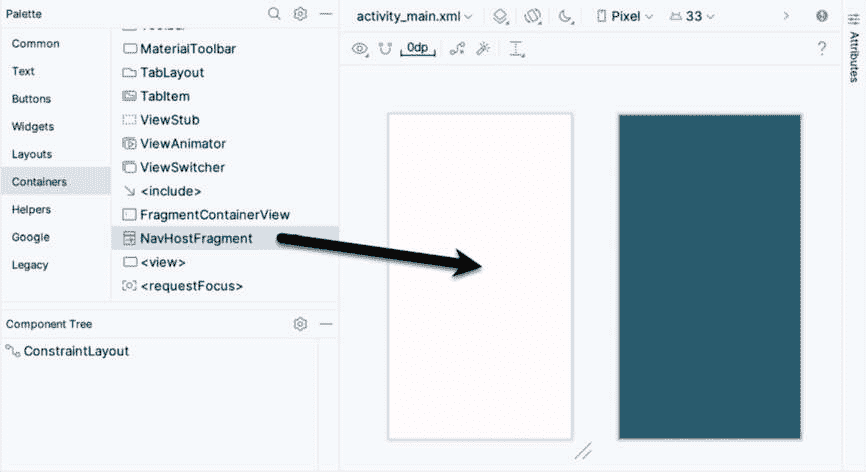 Palette
Common
Text
Buttons
Widgets
Layouts
Containers
Helpers
Google
Legacy
MaterialToolbar
TabLayout
TabItem
ViewStub
ViewAnimator
ViewSwitcher
<include>
FragmentContainerView
NavHostFragment
<view>
<requestFocus>
Component Tree
ConstraintLayout
activity_main.xml
Pixel
33
0dp
?
Attributes